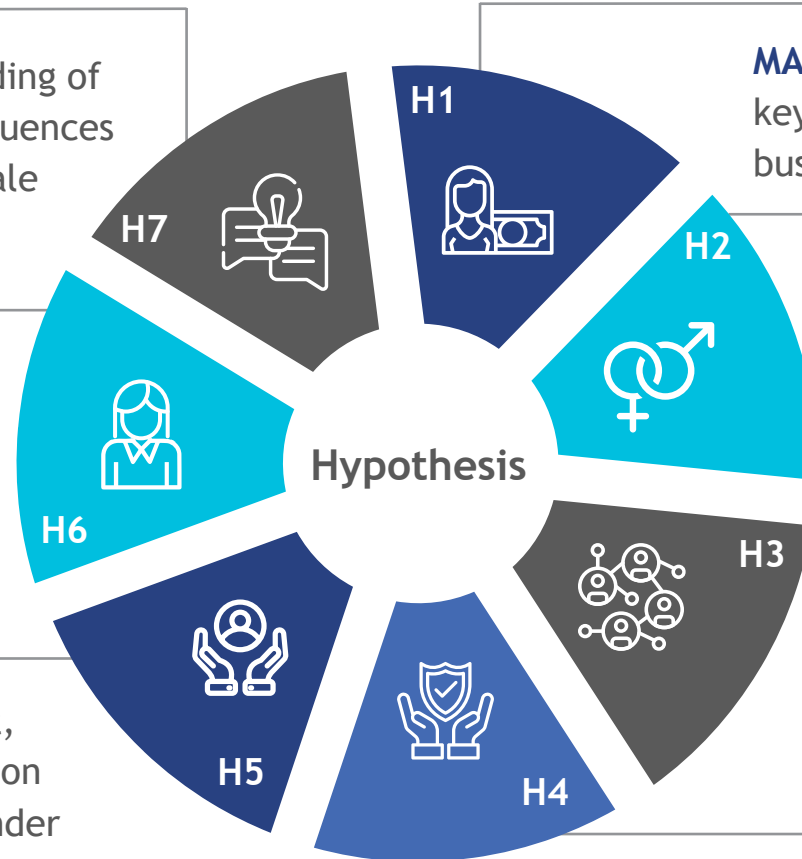 ding of
uences
ale
H1
MA
key
bus
H7
H2
Hypothesis
H6
H3
H5
H4
,
on
nder